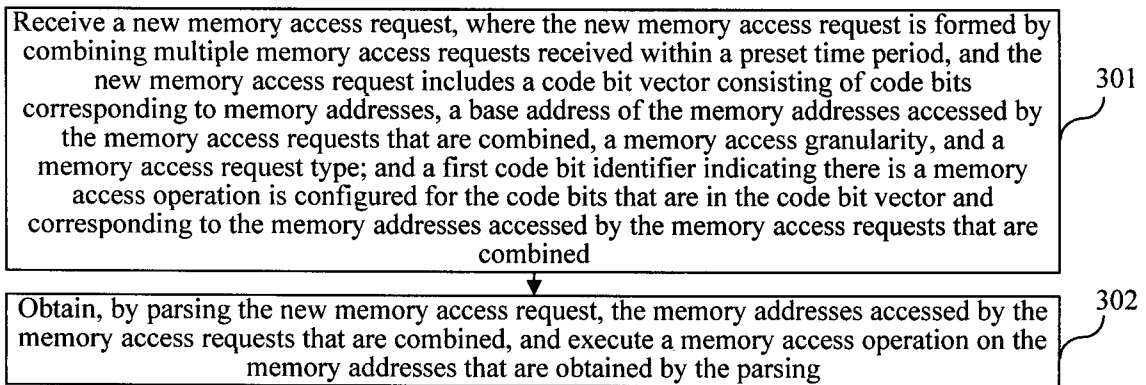 Receive a new memory access request, where the new memory access request is formed by
combining multiple memory access requests received within a preset time period, and the
new memory access request includes a code bit vector consisting of code bits
corresponding to memory addresses, a base address of the memory addresses accessed by
the memory access requests that are combined, a memory access granularity, and a
memory access request type; and a first code bit identifier indicating there is a memory
access operation is configured for the code bits that are in the code bit vector and
corresponding to the memory addresses accessed by the memory access requests that are
combined
301
Obtain, by parsing the new memory access request, the memory addresses accessed by the
memory access requests that are combined, and execute a memory access operation on the
memory addresses that are obtained by the parsing
302